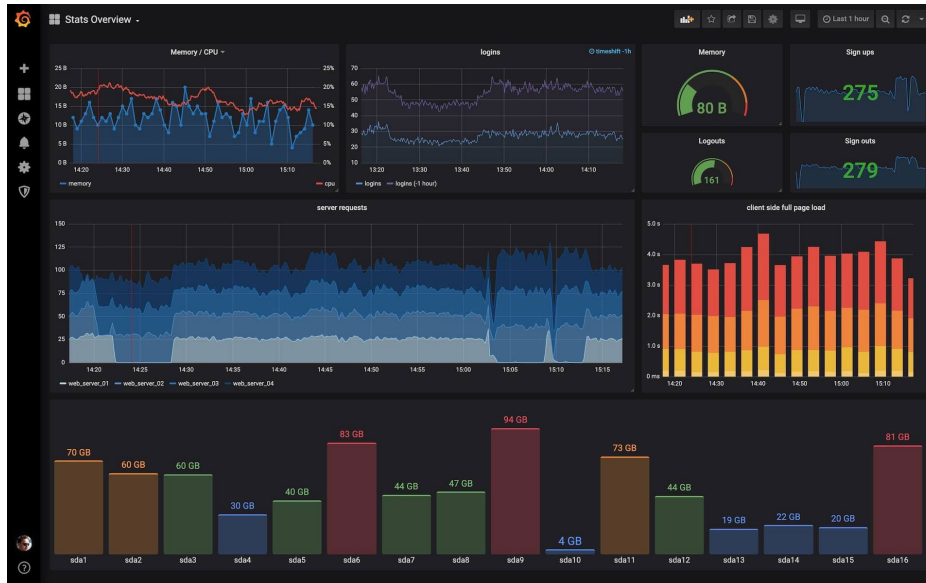 Stats Overview
Last 1 hour
Memory / CPU
25 B
20 B
15 B
10 B
5 B
0 B
25%
20%
15%
10%
5%
0%
14:20 14:30 14:40 14:50 15:00 15:10
memory
cpu
logins
timeshift -1h
70
60
50
40
30
20
10
13:20 13:30 13:40 13:50 14:00 14:10
logins logins (-1 hour)
Memory
80 B
Sign ups
275
Logouts
161
Sign outs
279
server requests
150
125
100
75
50
25
0
14:20 14:25 14:30 14:35 14:40 14:45 14:50 14:55 15:00 15:05 15:10 15:15
web_server_01 web_server_02 web_server_03 web_server_04
client side full page load
5.0 s
4.0 s
3.0 s
2.0 s
1.0 s
0 ms
14:20 14:30 14:40 14:50 15:00 15:10
70 GB 60 GB 60 GB 30 GB 40 GB 83 GB 44 GB 47 GB 94 GB 4 GB 73 GB 44 GB 19 GB 22 GB 20 GB 81 GB
sda1 sda2 sda3 sda4 sda5 sda6 sda7 sda8 sda9 sda10 sda11 sda12 sda13 sda14 sda15 sda16